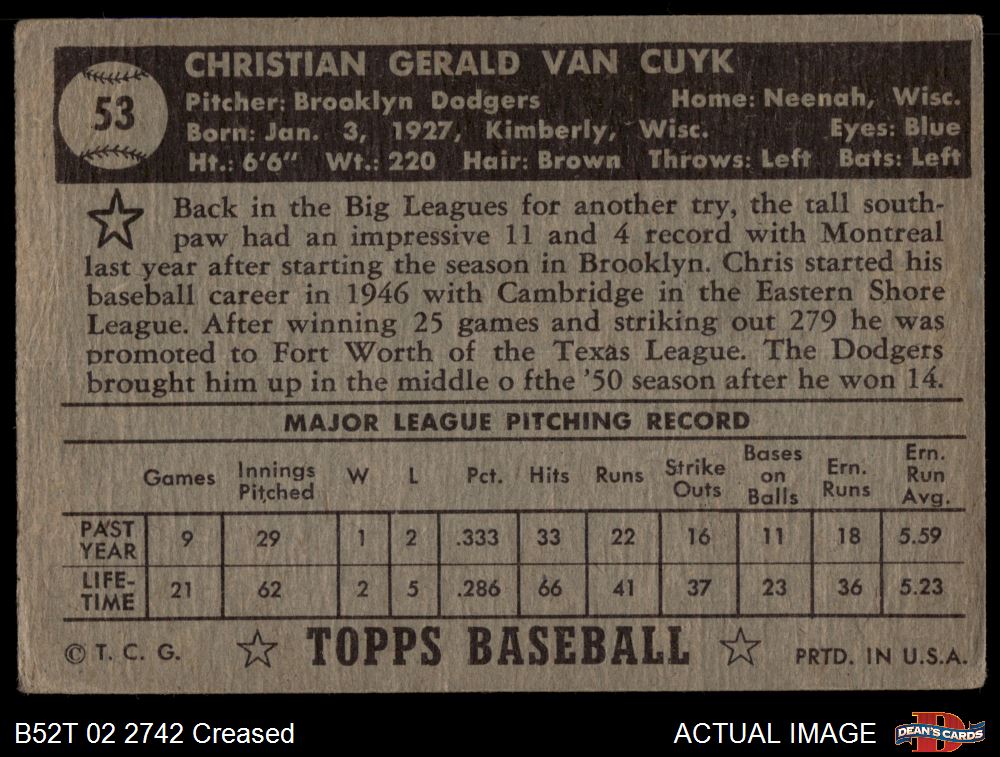 53
CHRISTIAN GERALD VAN CUYK
Pitcher: Brooklyn Dodgers Home: Neenah, Wisc.
Born: Jan. 3, 1927, Kimberly, Wisc. Eyes: Blue
Ht.: 6'6" Wt.: 220 Hair: Brown Throws: Left Bats: Left
Back in the Big Leagues for another try, the tall south-
paw had an impressive 11 and 4 record with Montreal
last year after starting the season in Brooklyn. Chris started his
baseball career in 1946 with Cambridge in the Eastern Shore
League. After winning 25 games and striking out 279 he was
promoted to Fort Worth of the Texas League. The Dodgers
brought him up in the middle o fthe '50 season after he won 14.
MAJOR LEAGUE PITCHING RECORD
Games Innings Pitched W L Pct. Hits Runs Strike Outs Bases on Balls Ern. Runs Ern. Run Avg.
PAST YEAR 9 29 1 2 .333 33 22 16 11 18 5.59
LIFE-TIME 21 62 2 5 .286 66 41 37 23 36 5.23
© T. C. G. TOPPS BASEBALL PRTD. IN U.S.A.
B52T 02 2742 Creased ACTUAL IMAGE DEAN'S CARDS